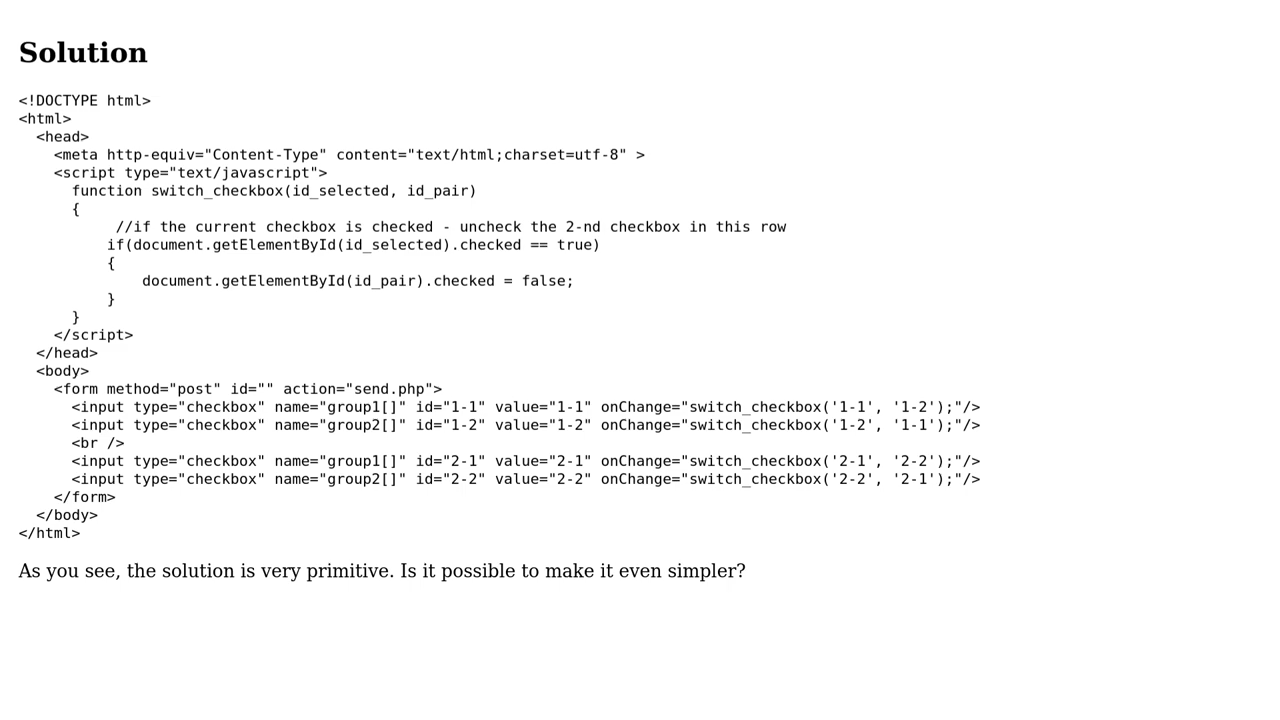 Solution
<!DOCTYPE html>
<html>
  <head>
    <meta http-equiv="Content-Type" content="text/html;charset=utf-8" >
    <script type="text/javascript">
      function switch_checkbox(id_selected, id_pair)
      {
           //if the current checkbox is checked - uncheck the 2-nd checkbox in this row
          if(document.getElementById(id_selected).checked == true)
          {
              document.getElementById(id_pair).checked = false;
          }
      }
    </script>
  </head>
  <body>
    <form method="post" id="" action="send.php">
      <input type="checkbox" name="group1[]" id="1-1" value="1-1" onChange="switch_checkbox('1-1', '1-2');"/>
      <input type="checkbox" name="group2[]" id="1-2" value="1-2" onChange="switch_checkbox('1-2', '1-1');"/>
      <br />
      <input type="checkbox" name="group1[]" id="2-1" value="2-1" onChange="switch_checkbox('2-1', '2-2');"/>
      <input type="checkbox" name="group2[]" id="2-2" value="2-2" onChange="switch_checkbox('2-2', '2-1');"/>
    </form>
  </body>
</html>
As you see, the solution is very primitive. Is it possible to make it even simpler?